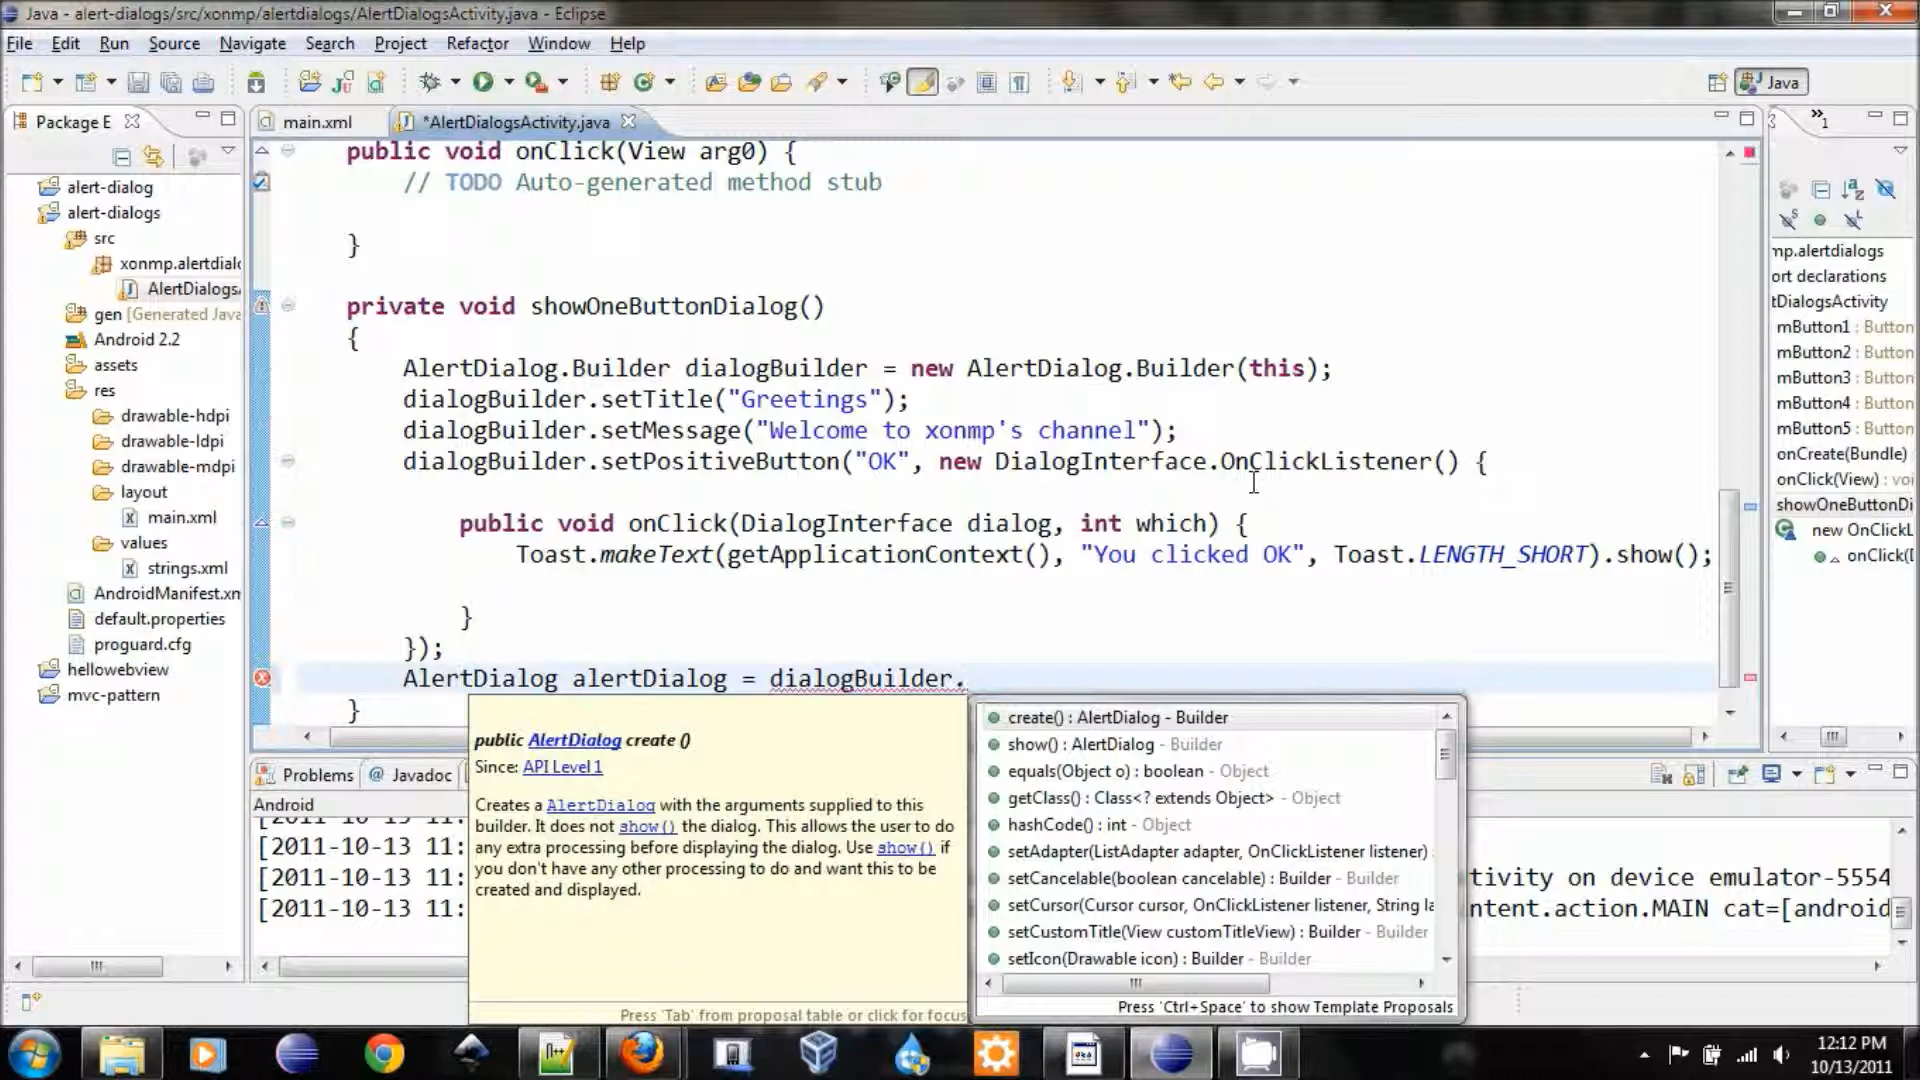 Java - alert-dialogs/src/xonmp/alertdialogs/AlertDialogsActivity.java - Eclipse
File Edit Run Source Navigate Search Project Refactor Window Help
Java
Package E
main.xml
*AlertDialogsActivity.java
1
alert-dialog
alert-dialogs
src
xonmp.alertdialo
AlertDialogs
gen [Generated Java
Android 2.2
assets
res
drawable-hdpi
drawable-ldpi
drawable-mdpi
layout
main.xml
values
strings.xml
AndroidManifest.xm
default.properties
proguard.cfg
hellowebview
mvc-pattern
public void onClick(View arg0) {
// TODO Auto-generated method stub
}
private void showOneButtonDialog()
{
AlertDialog.Builder dialogBuilder = new AlertDialog.Builder(this);
dialogBuilder.setTitle("Greetings");
dialogBuilder.setMessage("Welcome to xonmp's channel");
dialogBuilder.setPositiveButton("OK", new DialogInterface.OnClickListener() {
public void onClick(DialogInterface dialog, int which) {
Toast.makeText(getApplicationContext(), "You clicked OK", Toast.LENGTH_SHORT).show();
}
});
AlertDialog alertDialog = dialogBuilder.
}
mp.alertdialogs
ort declarations
tDialogsActivity
mButton1 : Button
mButton2 : Button
mButton3 : Button
mButton4 : Button
mButton5 : Button
onCreate(Bundle)
onClick(View) : voi
showOneButtonDi
new OnClickL
onClick(D
public AlertDialog create ()
Since: API Level 1
Creates a AlertDialog with the arguments supplied to this
builder. It does not show() the dialog. This allows the user to do
any extra processing before displaying the dialog. Use show() if
you don't have any other processing to do and want this to be
created and displayed.
Press 'Tab' from proposal table or click for focus
create() : AlertDialog - Builder
show() : AlertDialog - Builder
equals(Object o) : boolean - Object
getClass() : Class<? extends Object> - Object
hashCode() : int - Object
setAdapter(ListAdapter adapter, OnClickListener listener) :
setCancelable(boolean cancelable) : Builder - Builder
setCursor(Cursor cursor, OnClickListener listener, String la
setCustomTitle(View customTitleView) : Builder - Builder
setIcon(Drawable icon) : Builder - Builder
Press 'Ctrl+Space' to show Template Proposals
Problems @ Javadoc
Android
[2011-10-13 11:
[2011-10-13 11:
[2011-10-13 11:
[2011-10-13 11:
tivity on device emulator-5554
ntent.action.MAIN cat=[android
12:12 PM
10/13/2011